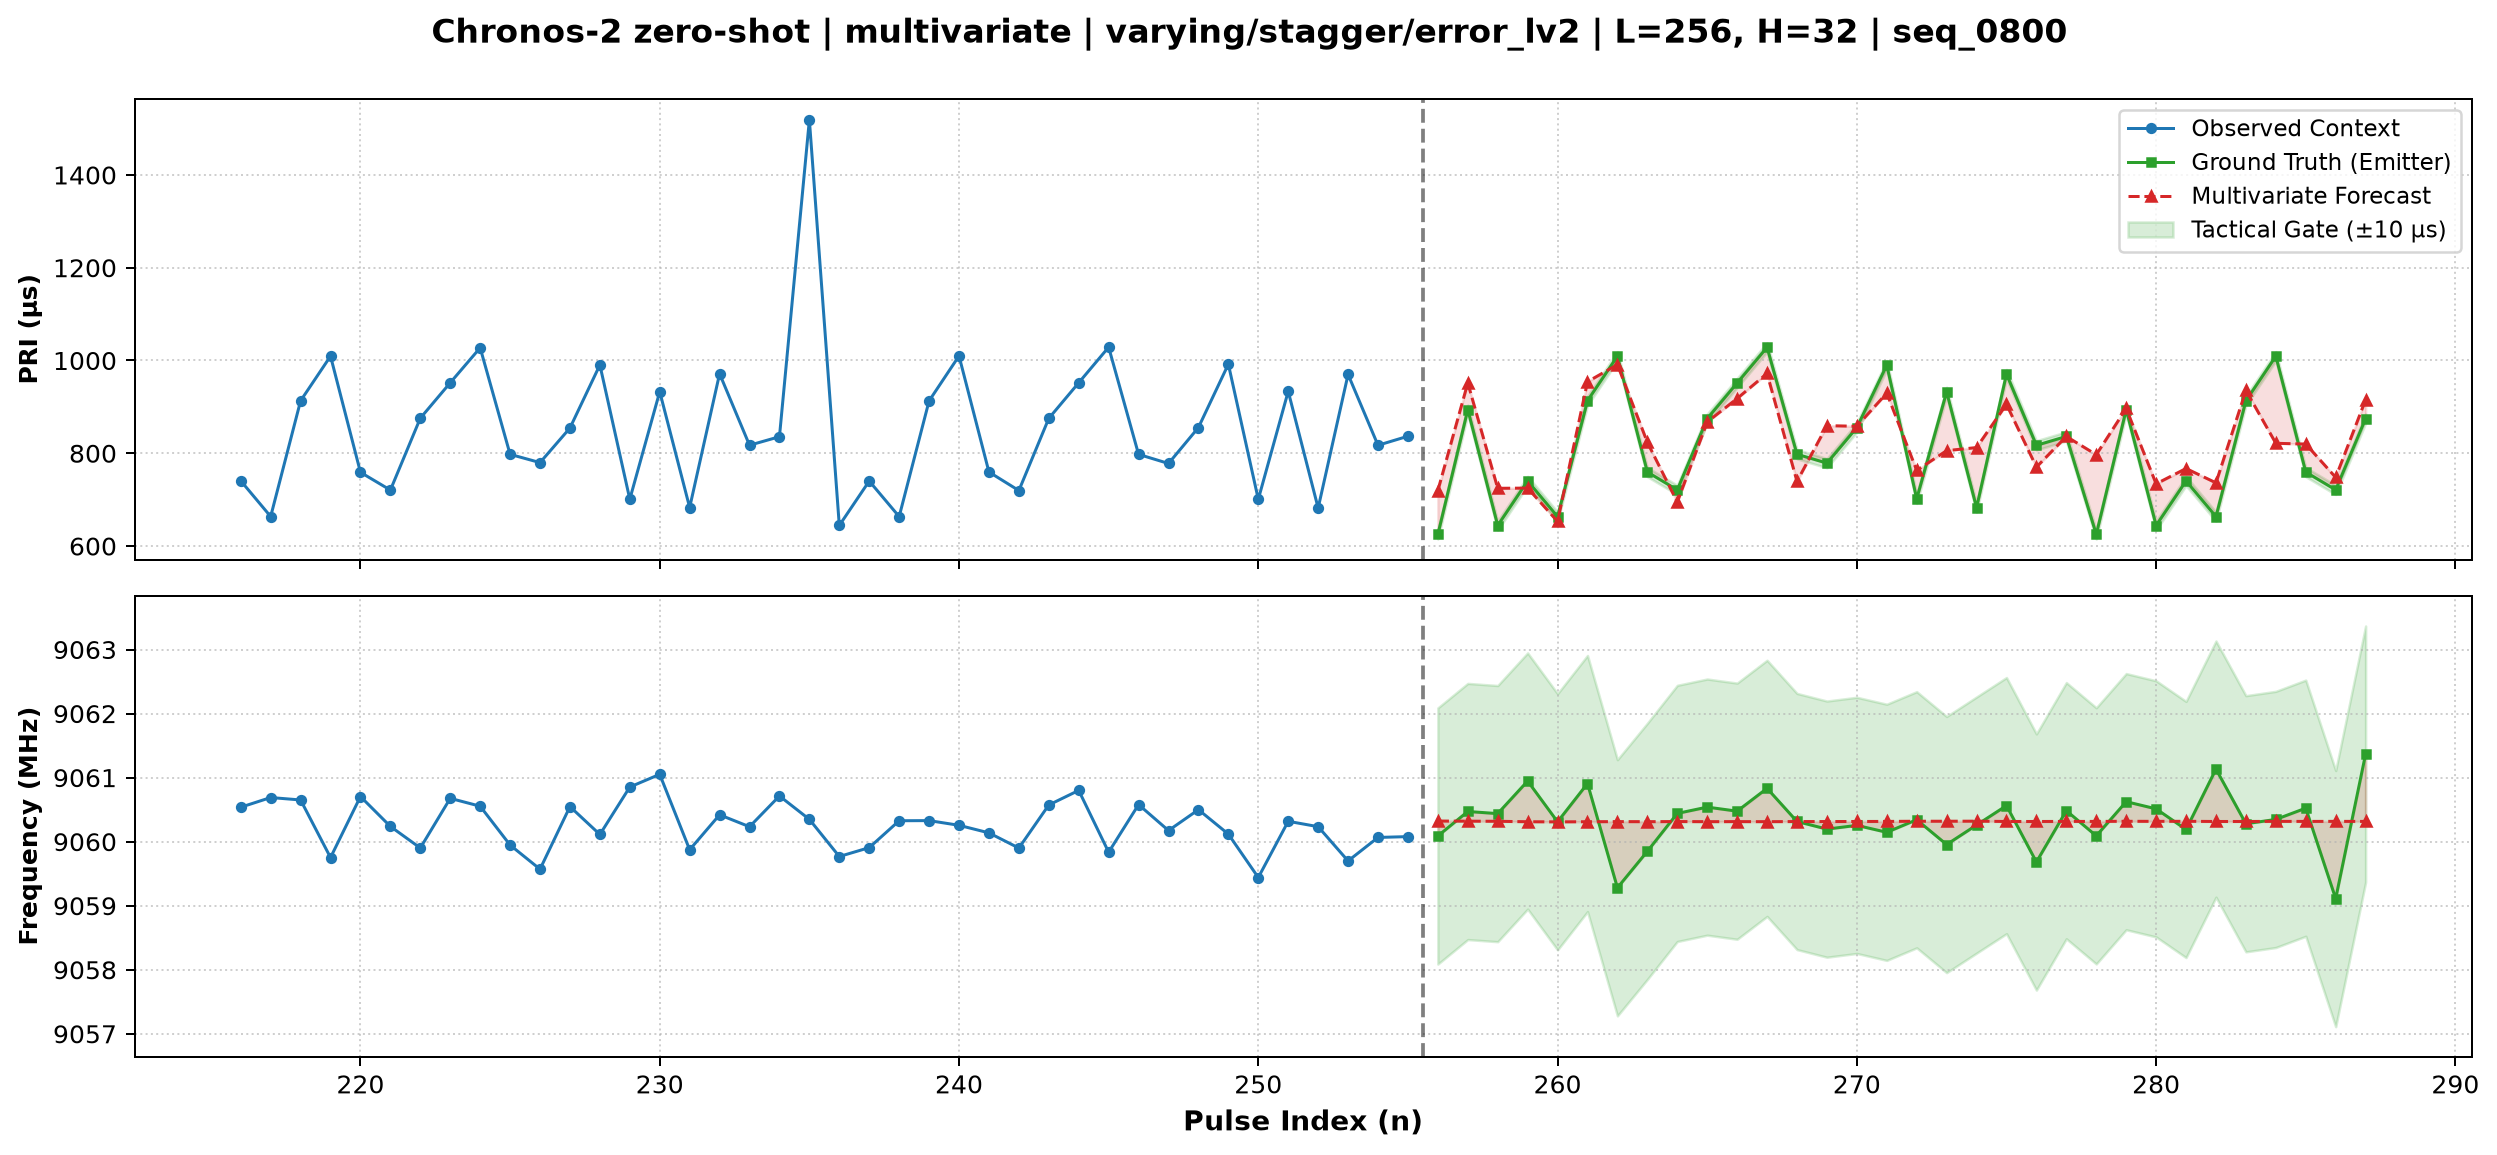 Chronos-2 zero-shot | multivariate | varying/stagger/error_lv2 | L=256, H=32 | seq_0800
PRI (µs)
1400
1200
1000
800
600
Observed Context
Ground Truth (Emitter)
Multivariate Forecast
Tactical Gate (±10 µs)
Frequency (MHz)
9063
9062
9061
9060
9059
9058
9057
220 230 240 250 260 270 280 290
Pulse Index (n)